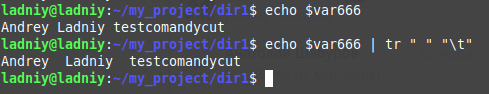 ladniy@ladniy:~/my_project/dir1$ echo $var666
Andrey Ladniy testcomandycut
ladniy@ladniy:~/my_project/dir1$ echo $var666 | tr " " "\t"
Andrey  Ladniy  testcomandycut
ladniy@ladniy:~/my_project/dir1$